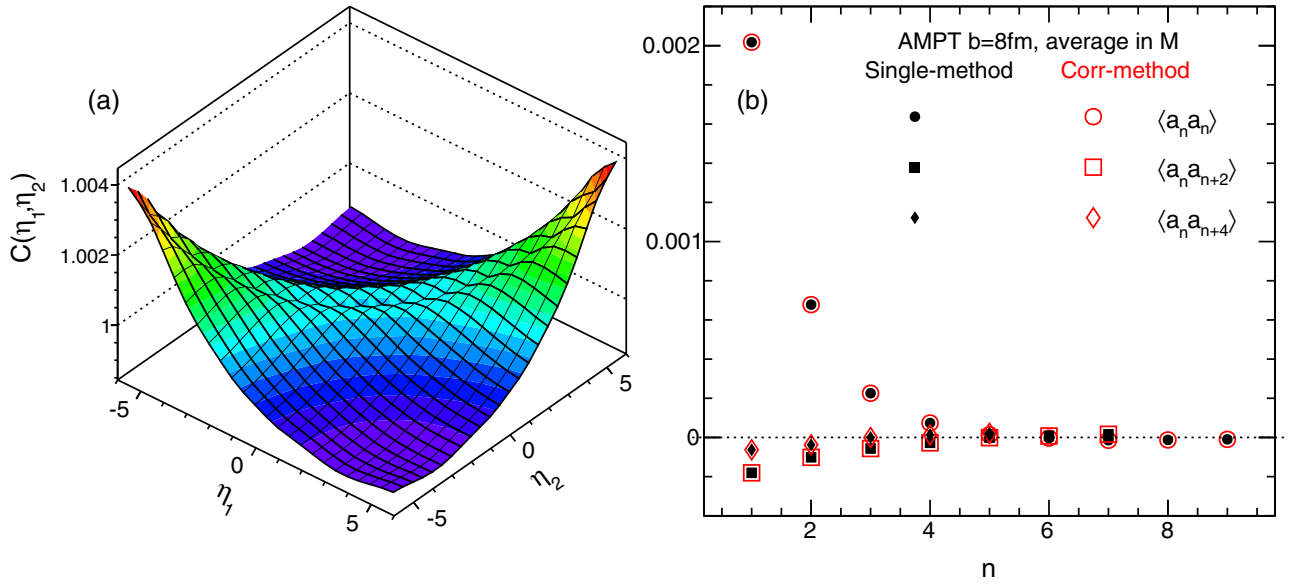 (a)
C(η₁,η₂)
1.004
1.002
1
-5
0
5
η₁
-5
0
5
η₂
(b)
AMPT b=8fm, average in M
Single-method Corr-method
⟨aₙaₙ⟩
⟨aₙaₙ₊₂⟩
⟨aₙaₙ₊₄⟩
0.002
0.001
0
2 4 6 8
n